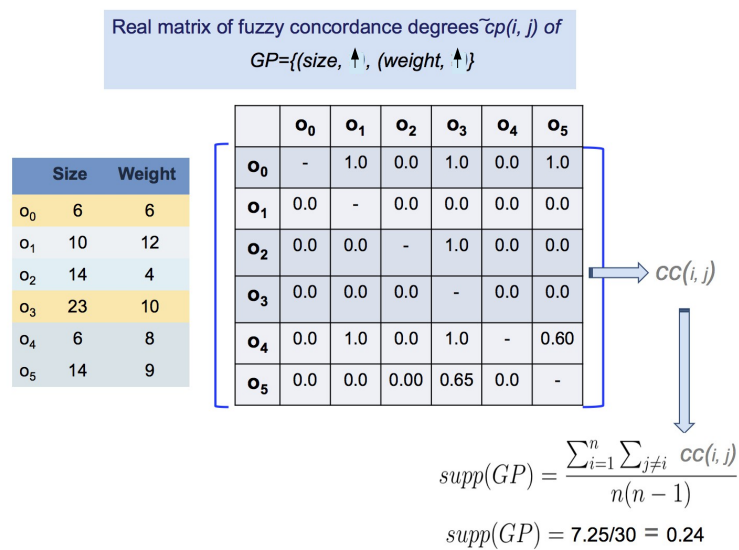 Real matrix of fuzzy concordance degrees ~cp(i, j) of
GP={(size, ↑), (weight, ↑)}
Size Weight
o₀ 6 6
o₁ 10 12
o₂ 14 4
o₃ 23 10
o₄ 6 8
o₅ 14 9
o₀ o₁ o₂ o₃ o₄ o₅
o₀ - 1.0 0.0 1.0 0.0 1.0
o₁ 0.0 - 0.0 0.0 0.0 0.0
o₂ 0.0 0.0 - 1.0 0.0 0.0
o₃ 0.0 0.0 0.0 - 0.0 0.0
o₄ 0.0 1.0 0.0 1.0 - 0.60
o₅ 0.0 0.0 0.00 0.65 0.0 -
cc(i, j)
supp(GP) = ∑ⁿᵢ₌₁ ∑ⱼ≠ᵢ cc(i, j) / n(n − 1)
supp(GP) = 7.25/30 = 0.24